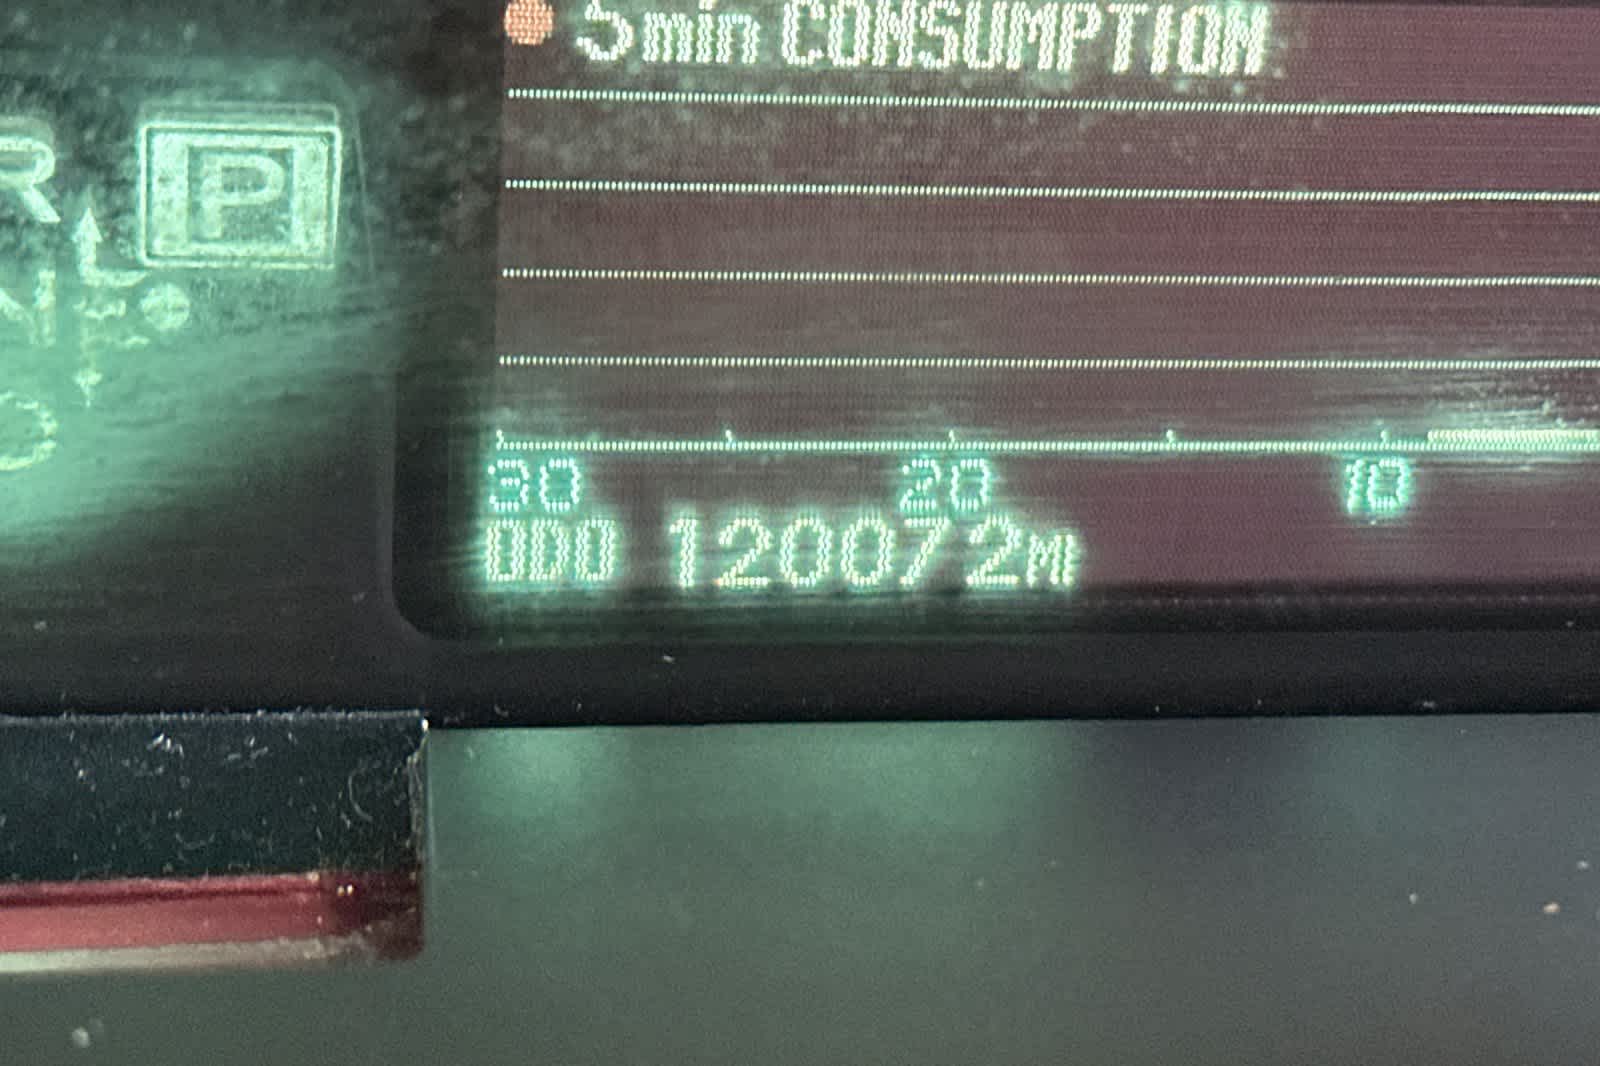 5min CONSUMPTION
R
P
N
30 20 10
ODO 120072MI